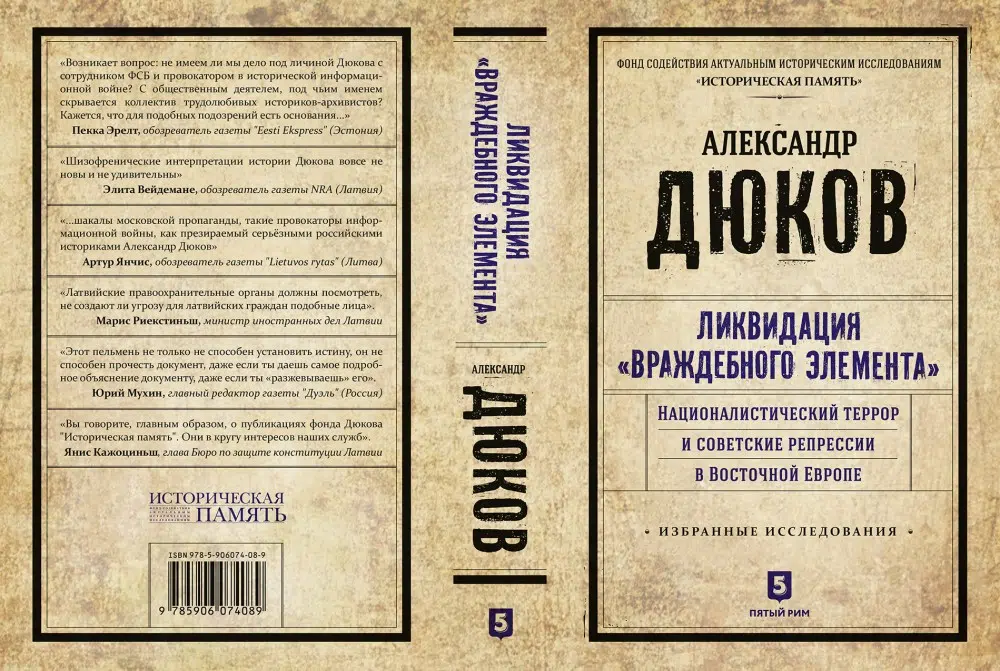 «Возникает вопрос: не имеем ли мы дело под личиной Дюкова с
сотрудником ФСБ и провокатором в исторической информаци-
онной войне? С общественным деятелем, под чьим именем
скрывается коллектив трудолюбивых историков-архивистов?
Кажется, что для подобных подозрений есть основания...»
Пекка Эрелт, обозреватель газеты "Eesti Ekspress" (Эстония)
«Шизофренические интерпретации истории Дюкова вовсе не
новы и не удивительны»
Элита Вейдемане, обозреватель газеты NRA (Латвия)
«...шакалы московской пропаганды, такие провокаторы инфор-
мационной войны, как презираемый серьёзными российскими
историками Александр Дюков»
Артур Янчис, обозреватель газеты "Lietuvos rytas" (Литва)
«Латвийские правоохранительные органы должны посмотреть,
не создают ли угрозу для латвийских граждан подобные лица».
Марис Риекстиньш, министр иностранных дел Латвии
«Этот пельмень не только не способен установить истину, он не
способен прочесть документ, даже если ты даешь самое подроб-
ное объяснение документу, даже если ты «разжевываешь» его».
Юрий Мухин, главный редактор газеты "Дуэль" (Россия)
«Вы говорите, главным образом, о публикациях фонда Дюкова
"Историческая память". Они в кругу интересов наших служб».
Янис Кажоциньш, глава Бюро по защите конституции Латвии
ИСТОРИЧЕСКАЯ
ПАМЯТЬ
ISBN 978-5-906074-08-9
9 785906 074089
ЛИКВИДАЦИЯ
«ВРАЖДЕБНОГО ЭЛЕМЕНТА»
АЛЕКСАНДР
ДЮКОВ
5
ФОНД СОДЕЙСТВИЯ АКТУАЛЬНЫМ ИСТОРИЧЕСКИМ ИССЛЕДОВАНИЯМ
«ИСТОРИЧЕСКАЯ ПАМЯТЬ»
АЛЕКСАНДР
ДЮКОВ
ЛИКВИДАЦИЯ
«ВРАЖДЕБНОГО ЭЛЕМЕНТА»
НАЦИОНАЛИСТИЧЕСКИЙ ТЕРРОР
И СОВЕТСКИЕ РЕПРЕССИИ
В ВОСТОЧНОЙ ЕВРОПЕ
ИЗБРАННЫЕ ИССЛЕДОВАНИЯ
5
ПЯТЫЙ РИМ